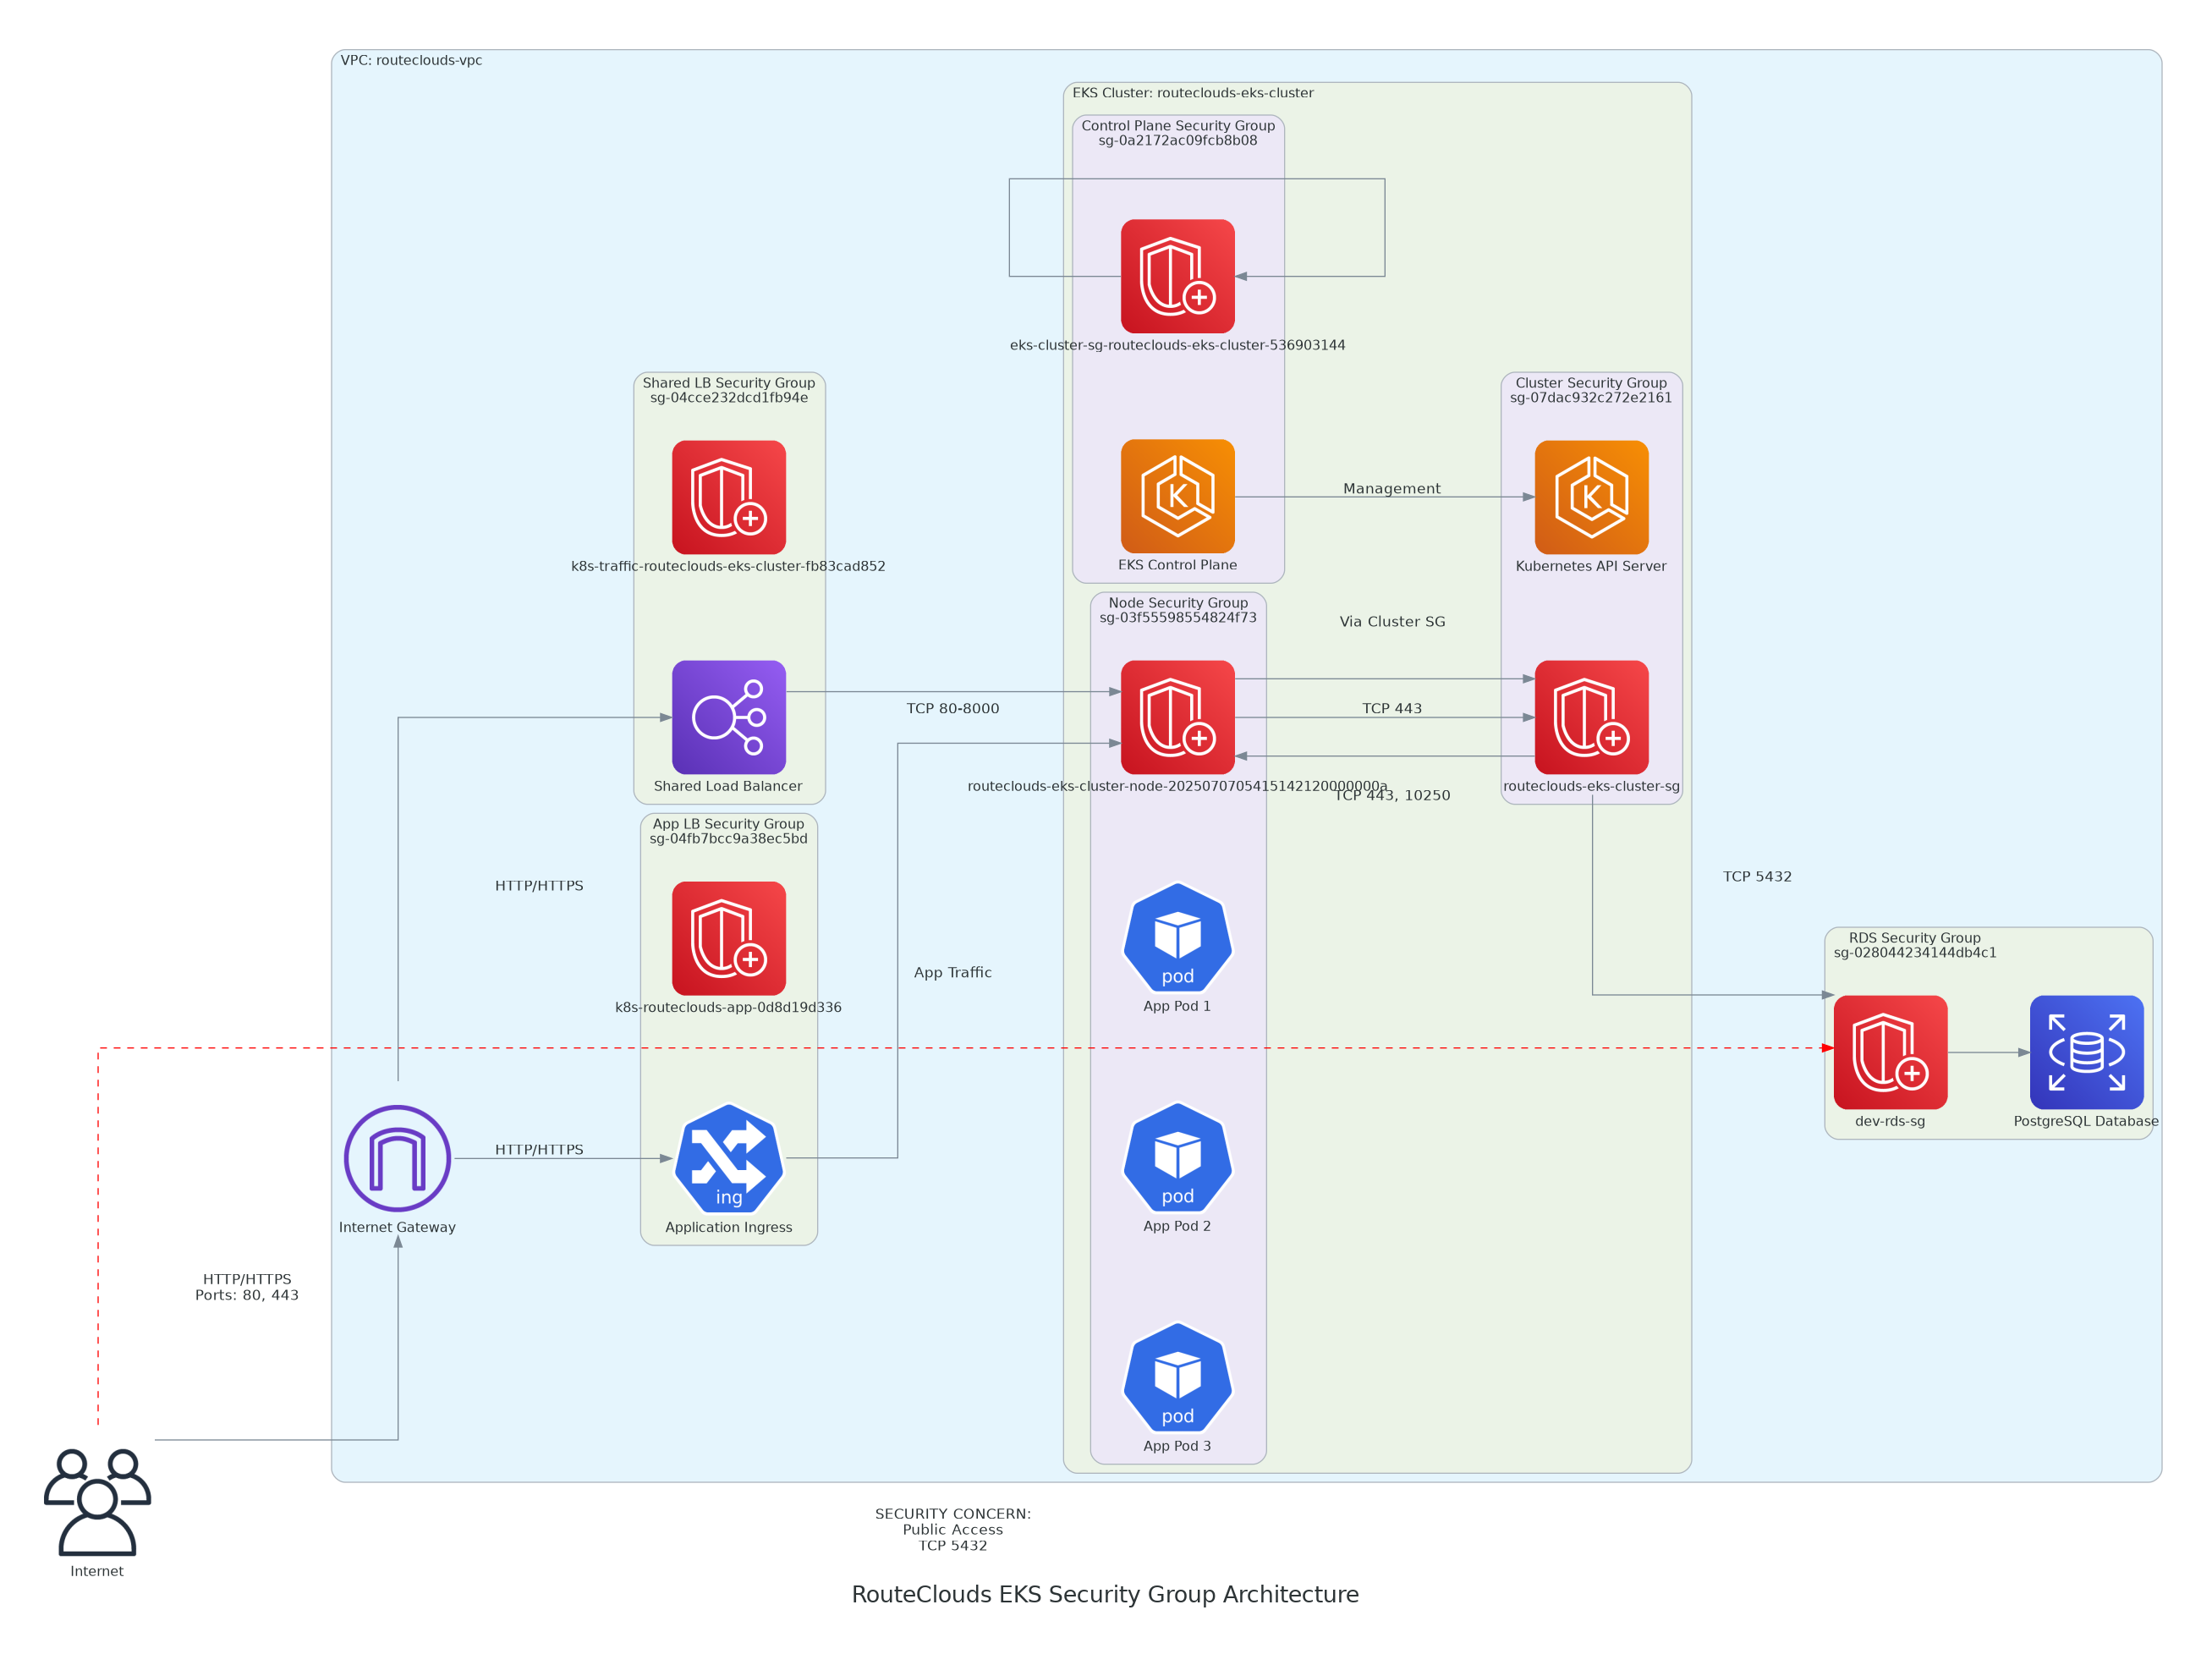 VPC: routeclouds-vpc
EKS Cluster: routeclouds-eks-cluster
Control Plane Security Group
sg-0a2172ac09fcb8b08
eks-cluster-sg-routeclouds-eks-cluster-536903144
Shared LB Security Group
sg-04cce232dcd1fb94e
Cluster Security Group
sg-07dac932c272e2161
Management
k8s-traffic-routeclouds-eks-cluster-fb83cad852
EKS Control Plane
Kubernetes API Server
Node Security Group
sg-03f55598554824f73
Via Cluster SG
TCP 80-8000
TCP 443
Shared Load Balancer
routeclouds-eks-cluster-node-20250707054151421200000000a
routeclouds-eks-cluster-sg
TCP 443, 10250
App LB Security Group
sg-04fb7bcc9a38ec5bd
HTTP/HTTPS
TCP 5432
RDS Security Group
sg-028044234144db4c1
App Traffic
pod
App Pod 1
k8s-routeclouds-app-0d8d19d336
dev-rds-sg
PostgreSQL Database
HTTP/HTTPS
ing
pod
Internet Gateway
Application Ingress
App Pod 2
HTTP/HTTPS
Ports: 80, 443
pod
App Pod 3
SECURITY CONCERN:
Public Access
TCP 5432
Internet
RouteClouds EKS Security Group Architecture